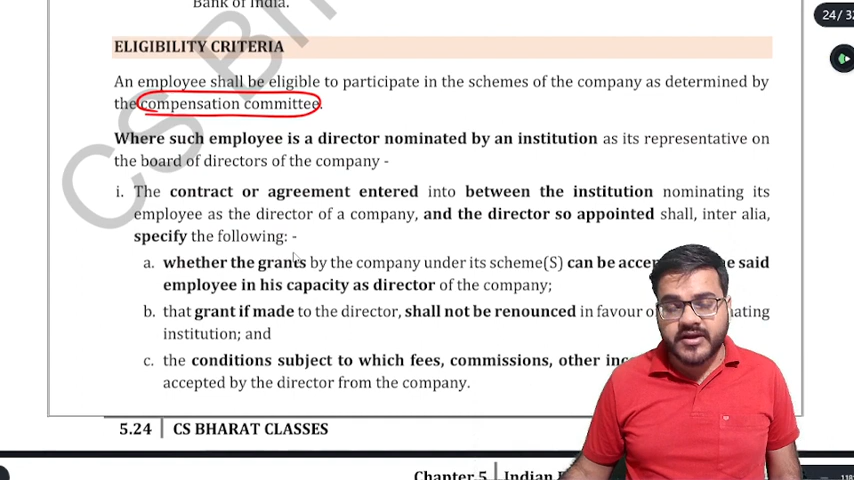 Bank of India.
24 / 32
ELIGIBILITY CRITERIA
An employee shall be eligible to participate in the schemes of the company as determined by
the compensation committee.
Where such employee is a director nominated by an institution as its representative on
the board of directors of the company -
i. The contract or agreement entered into between the institution nominating its
employee as the director of a company, and the director so appointed shall, inter alia,
specify the following: -
a. whether the grants by the company under its scheme(S) can be said
employee in his capacity as director of the company;
b. that grant if made to the director, shall not be renounced in favour
institution; and
c. the conditions subject to which fees, commissions, other
accepted by the director from the company.
5.24 | CS BHARAT CLASSES
Chapter 5 | Indian
CS